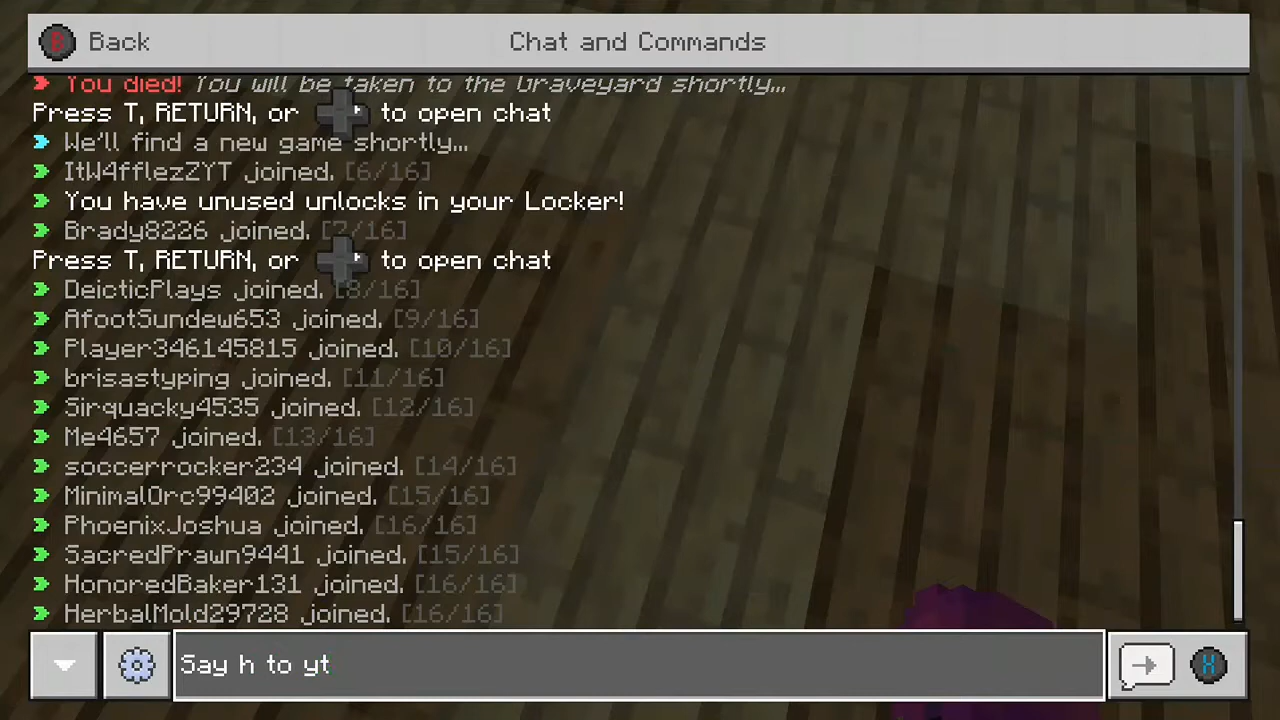 B Back
Chat and Commands
You died! You will be taken to the Graveyard shortly...
Press T, RETURN, or to open chat
We'll find a new game shortly...
ItW4fflezZYT joined. [6/16]
You have unused unlocks in your Locker!
Brady8226 joined. [7/16]
Press T, RETURN, or to open chat
DeicticPlays joined. [8/16]
AfootSundew653 joined. [9/16]
Player346145815 joined. [10/16]
brisastyping joined. [11/16]
Sirquacky4535 joined. [12/16]
Me4657 joined. [13/16]
soccerrocker234 joined. [14/16]
MinimalOrc99402 joined. [15/16]
PhoenixJoshua joined. [16/16]
SacredPrawn9441 joined. [15/16]
HonoredBaker131 joined. [16/16]
HerbalMold29728 joined. [16/16]
Say h to yt
X